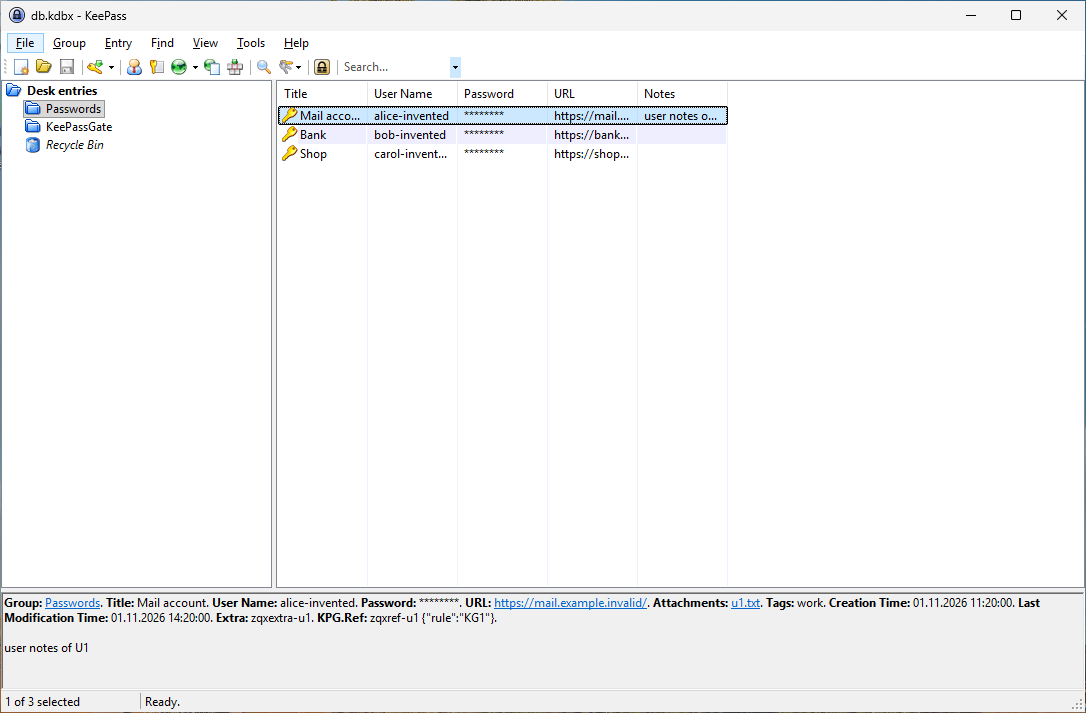 db.kdbx - KeePass
File Group Entry Find View Tools Help
Search...
Desk entries
Passwords
KeePassGate
Recycle Bin
Title User Name Password URL Notes
Mail acco... alice-invented ******** https://mail.... user notes o...
Bank bob-invented ******** https://bank...
Shop carol-invent... ******** https://shop...
Group: Passwords. Title: Mail account. User Name: alice-invented. Password: ********. URL: https://mail.example.invalid/. Attachments: u1.txt. Tags: work. Creation Time: 01.11.2026 11:20:00. Last
Modification Time: 01.11.2026 14:20:00. Extra: zqxextra-u1. KPG.Ref: zqxref-u1 {"rule":"KG1"}.
user notes of U1
1 of 3 selected Ready.